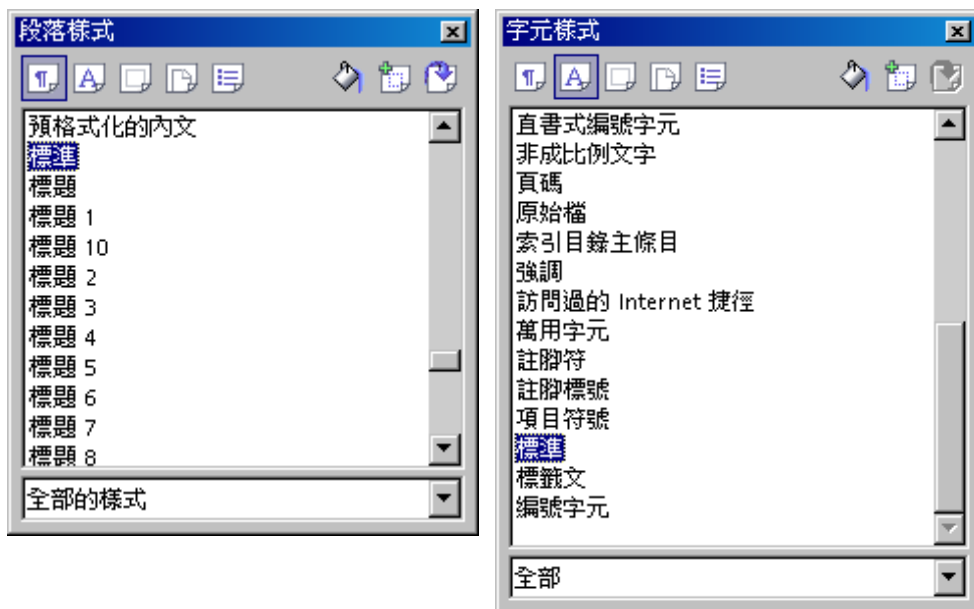 段落樣式
預格式化的內文
標準
標題
標題 1
標題 10
標題 2
標題 3
標題 4
標題 5
標題 6
標題 7
標題 8
全部的樣式
字元樣式
直書式編號字元
非成比例文字
頁碼
原始檔
索引目錄主條目
強調
訪問過的 Internet 捷徑
萬用字元
註腳符
註腳標號
項目符號
標準
標籤文
編號字元
全部